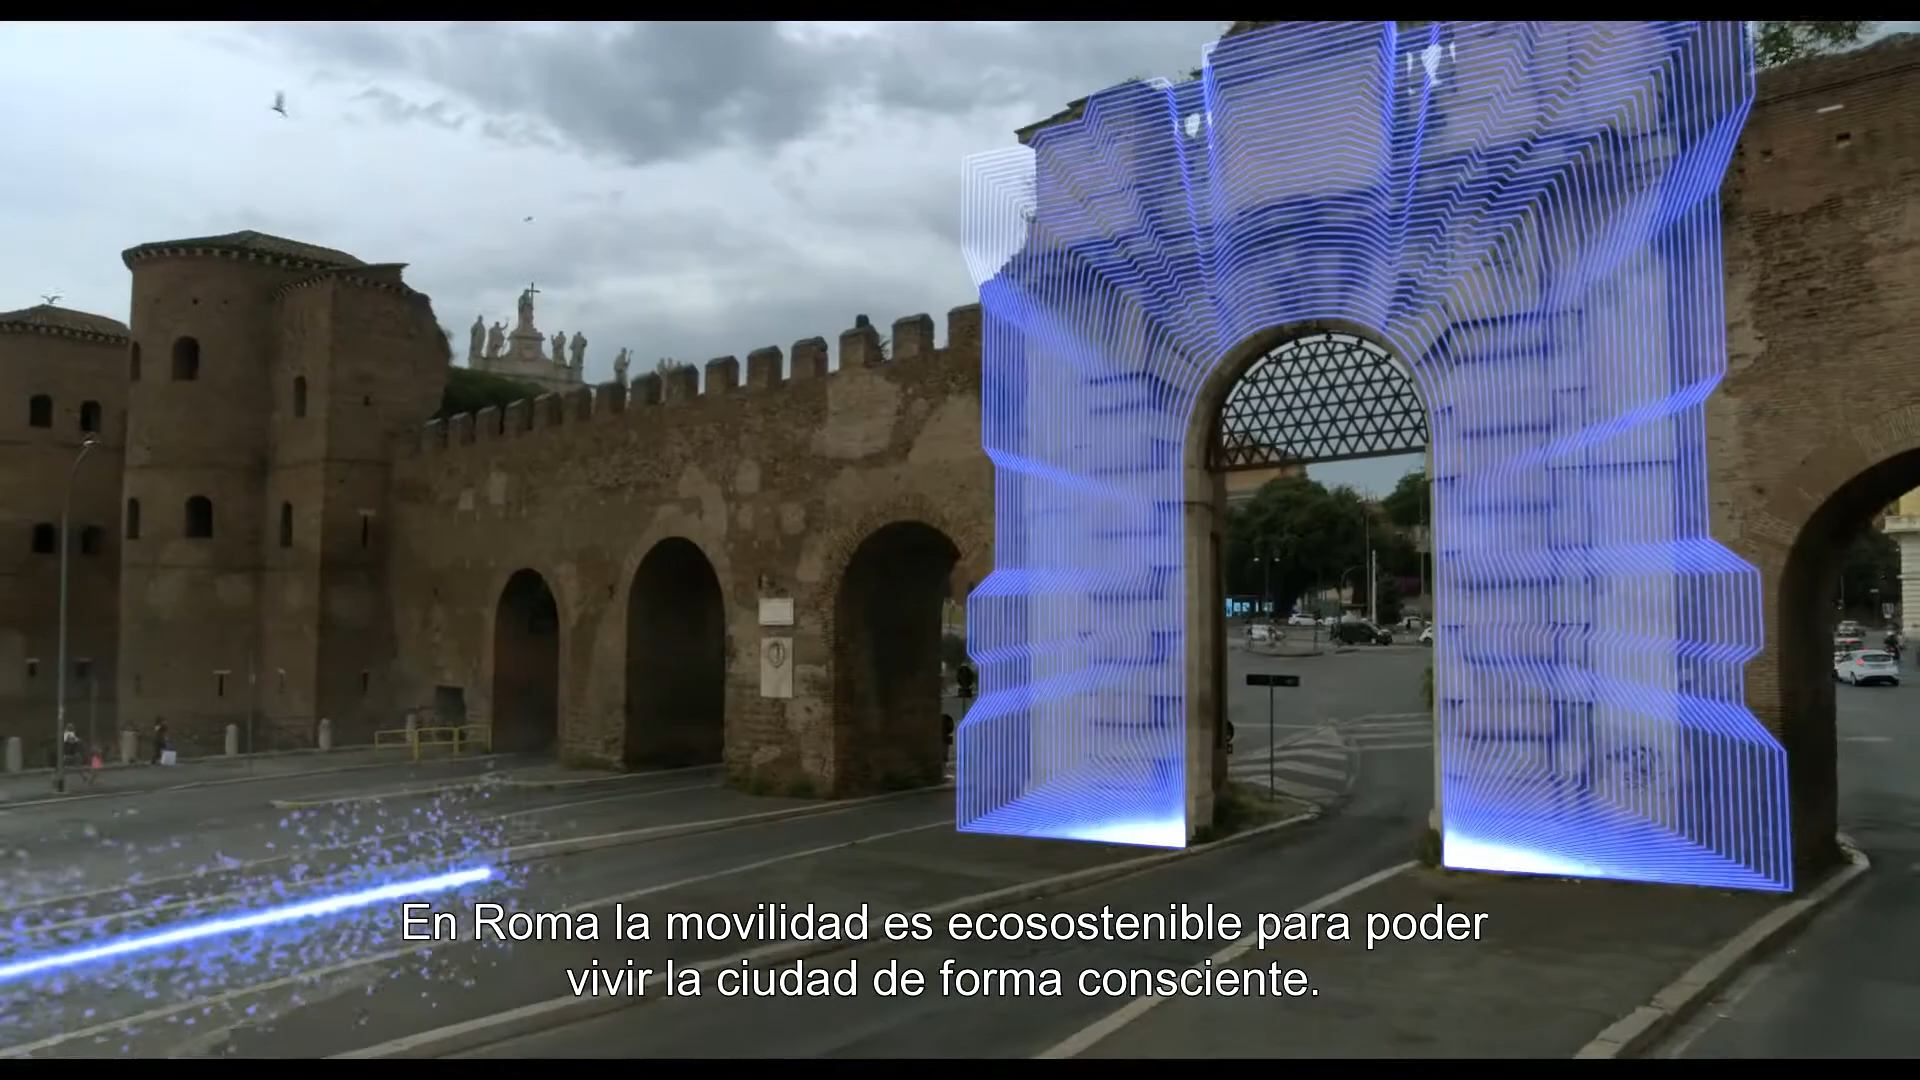 En Roma la movilidad es ecosostenible para poder
vivir la ciudad de forma consciente.